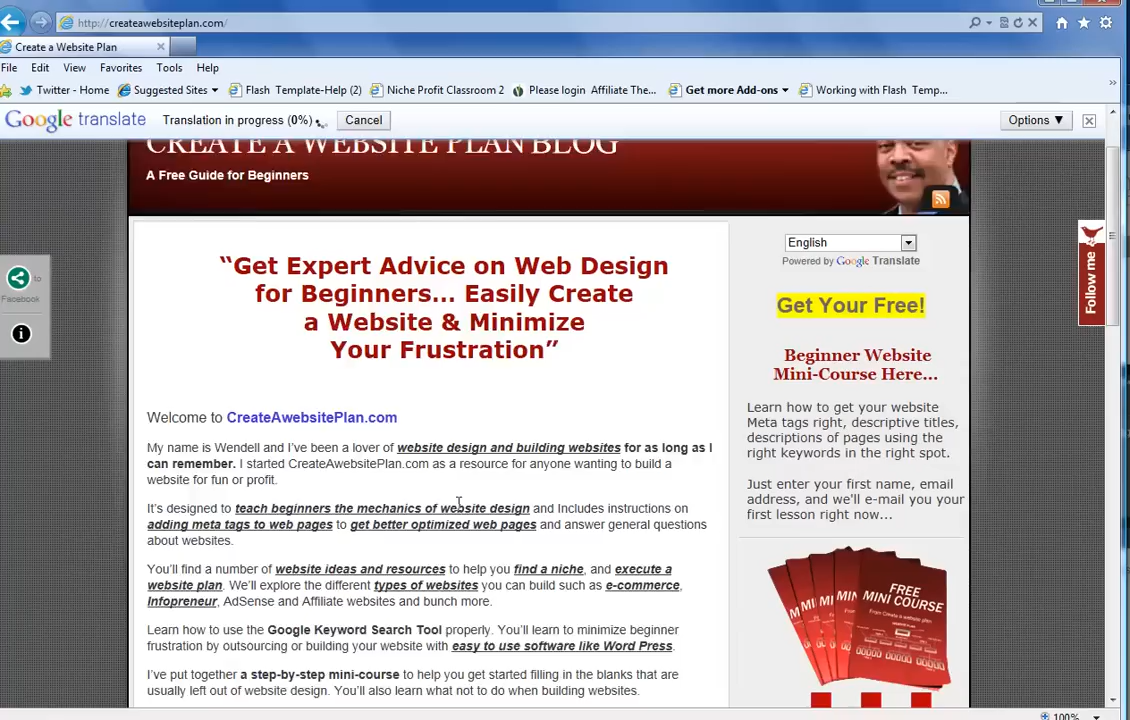 http://createawebsiteplan.com/
Create a Website Plan
File Edit View Favorites Tools Help
Twitter - Home Suggested Sites Flash Template-Help (2) Niche Profit Classroom 2 Please login Affiliate The... Get more Add-ons Working with Flash Temp...
Google translate Translation in progress (0%) Cancel Options ▼
CREATE A WEBSITE PLAN BLOG
A Free Guide for Beginners
English
Powered by Google Translate
Follow me
to
Facebook
“Get Expert Advice on Web Design
for Beginners... Easily Create
a Website & Minimize
Your Frustration”
Welcome to CreateAwebsitePlan.com
My name is Wendell and I’ve been a lover of website design and building websites for as long as I
can remember. I started CreateAwebsitePlan.com as a resource for anyone wanting to build a
website for fun or profit.
It’s designed to teach beginners the mechanics of website design and Includes instructions on
adding meta tags to web pages to get better optimized web pages and answer general questions
about websites.
You’ll find a number of website ideas and resources to help you find a niche, and execute a
website plan. We’ll explore the different types of websites you can build such as e-commerce,
Infopreneur, AdSense and Affiliate websites and bunch more.
Learn how to use the Google Keyword Search Tool properly. You’ll learn to minimize beginner
frustration by outsourcing or building your website with easy to use software like Word Press.
I’ve put together a step-by-step mini-course to help you get started filling in the blanks that are
usually left out of website design. You’ll also learn what not to do when building websites.
Get Your Free!
Beginner Website
Mini-Course Here...
Learn how to get your website
Meta tags right, descriptive titles,
descriptions of pages using the
right keywords in the right spot.
Just enter your first name, email
address, and we'll e-mail you your
first lesson right now...
FREE
MINI COURSE
100%